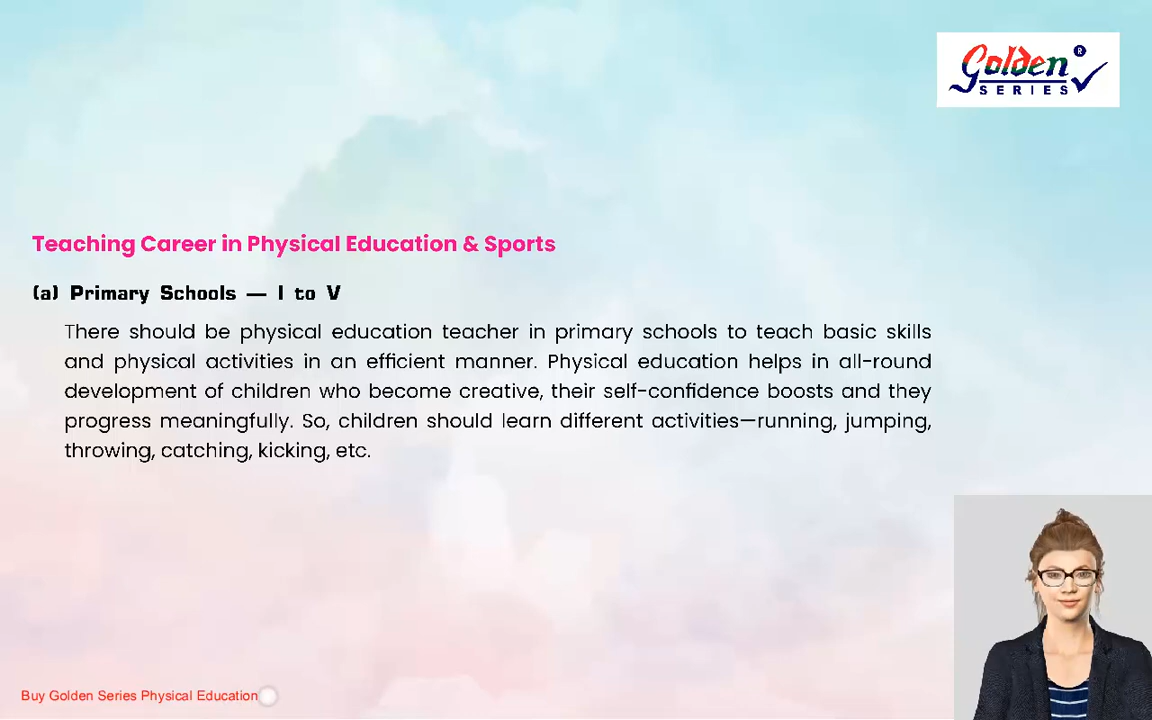 Golden®
SERIES
Teaching Career in Physical Education & Sports
(a) Primary Schools — I to V
There should be physical education teacher in primary schools to teach basic skills
and physical activities in an efficient manner. Physical education helps in all-round
development of children who become creative, their self-confidence boosts and they
progress meaningfully. So, children should learn different activities—running, jumping,
throwing, catching, kicking, etc.
Buy Golden Series Physical Education